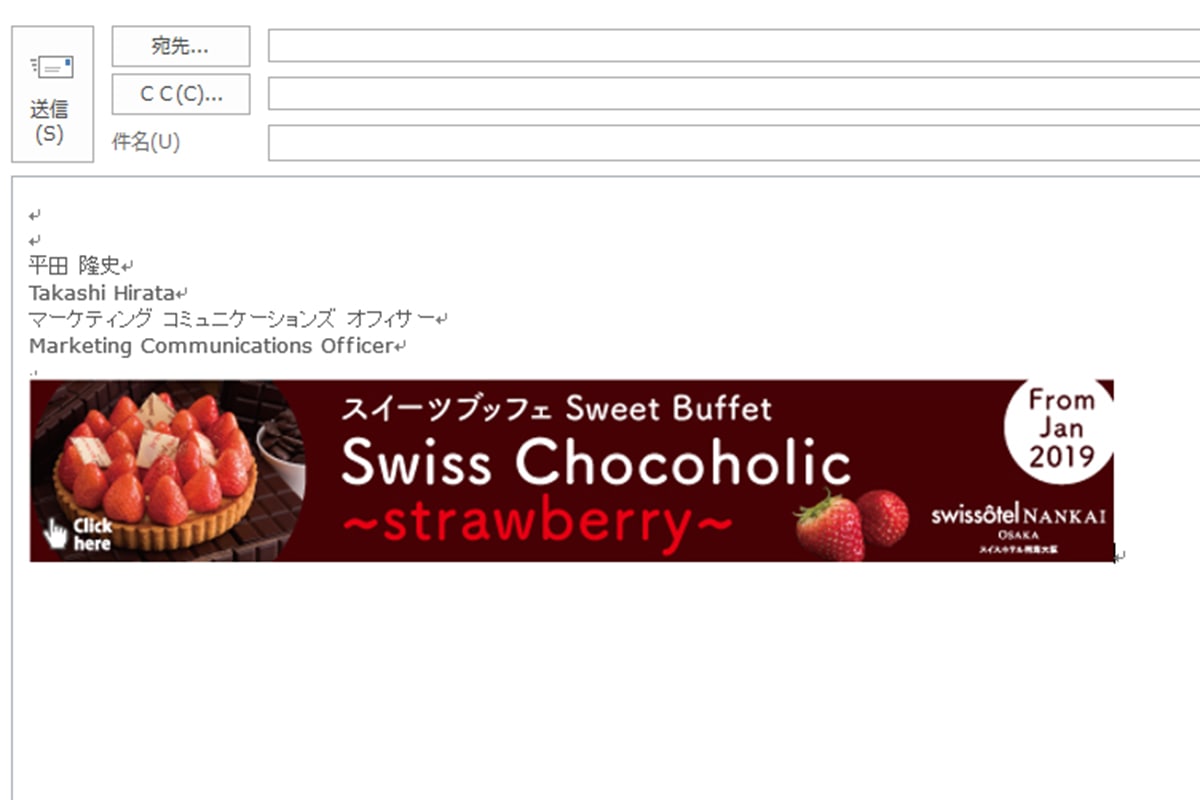 送信
(S)
宛先...
ＣＣ(C)...
件名(U)
平田 隆史
Takashi Hirata
マーケティング コミュニケーションズ オフィサー
Marketing Communications Officer
スイーツブッフェ Sweet Buffet
Swiss Chocoholic
~strawberry~
From
Jan
2019
Click
here
swissôtel NANKAI
OSAKA
スイスホテル南海大阪